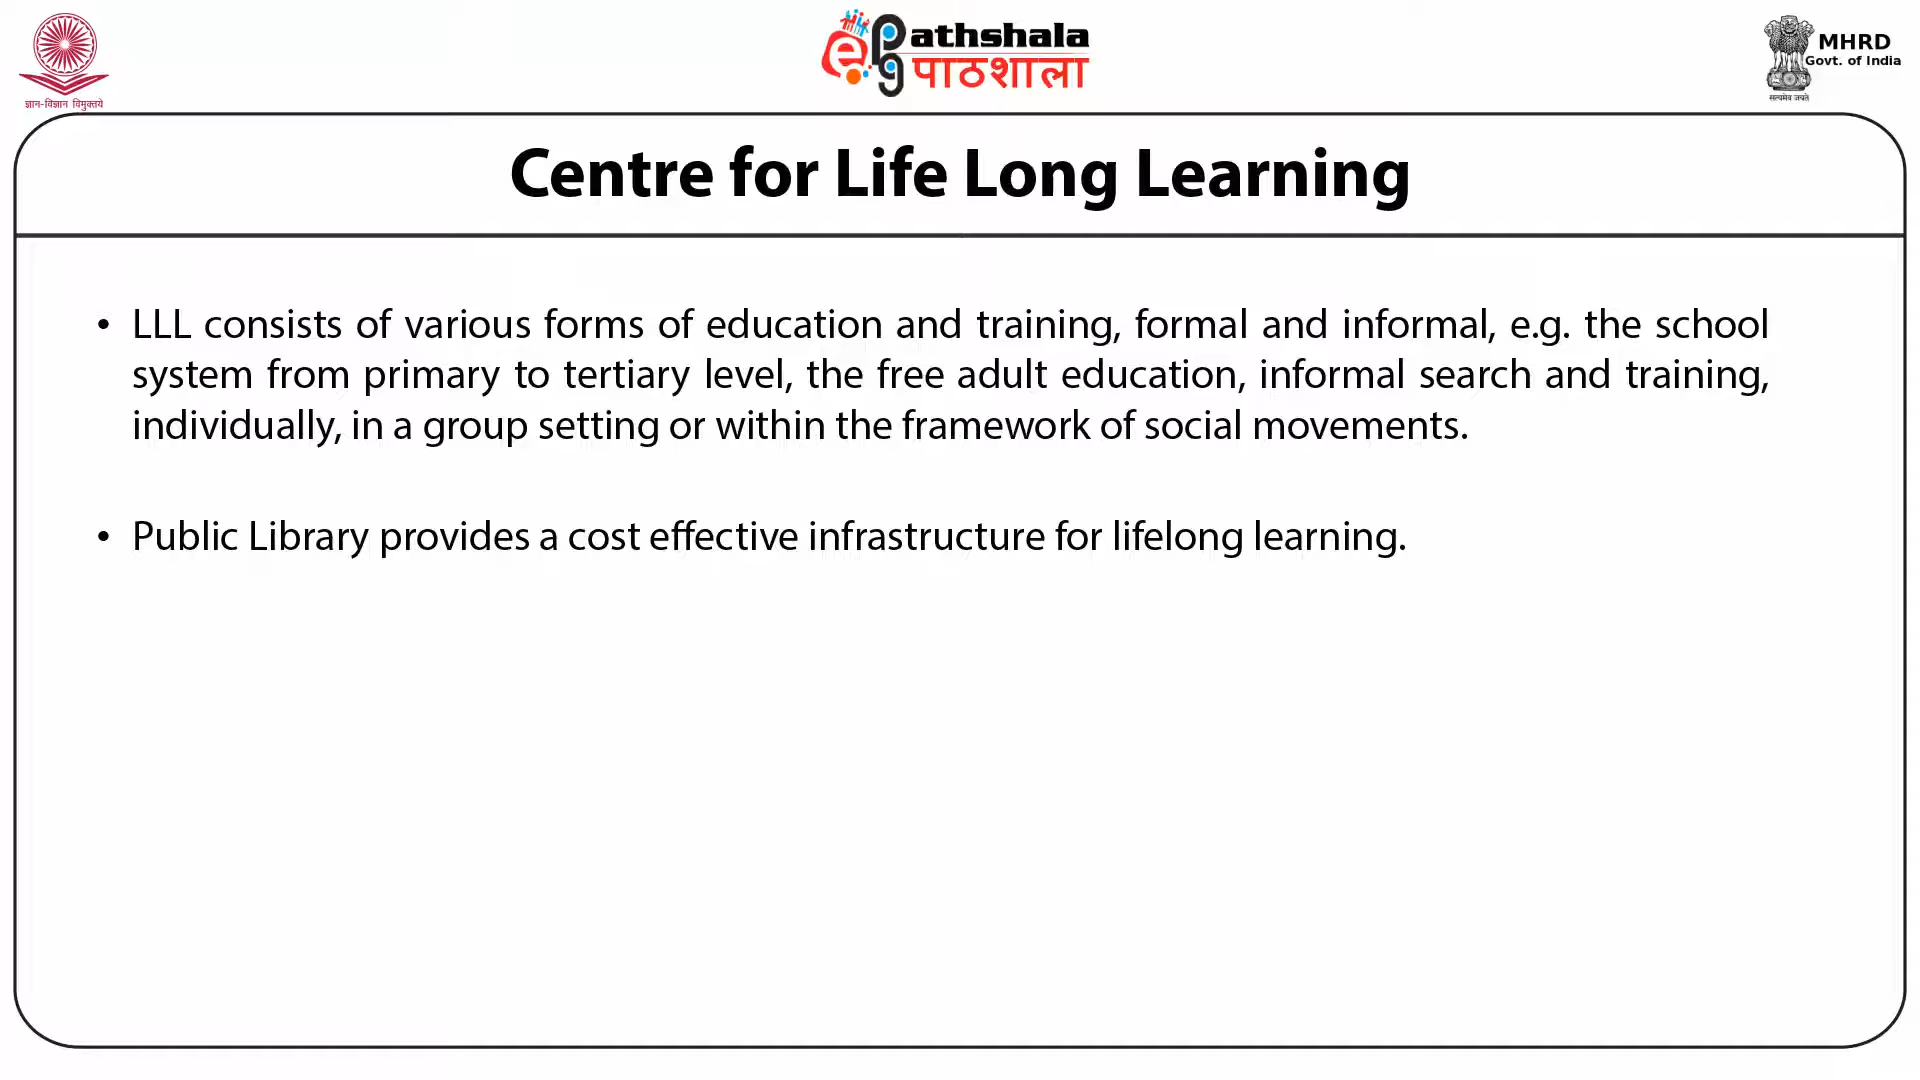 ज्ञान-विज्ञान विमुक्तये
e Pg athshala
पाठशाला
MHRD
Govt. of India
सत्यमेव जयते
Centre for Life Long Learning
• LLL consists of various forms of education and training, formal and informal, e.g. the school
system from primary to tertiary level, the free adult education, informal search and training,
individually, in a group setting or within the framework of social movements.
• Public Library provides a cost effective infrastructure for lifelong learning.